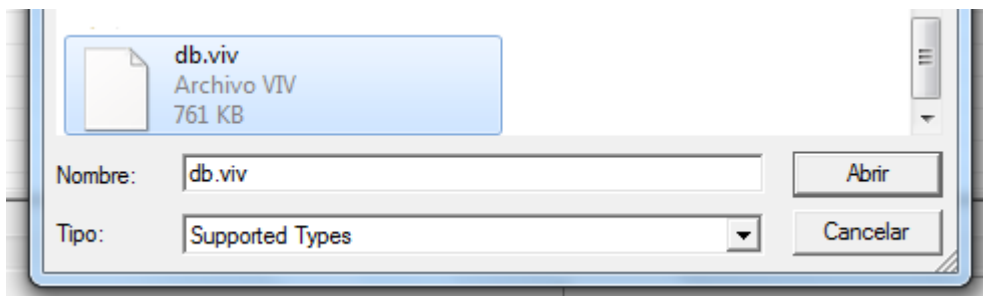 db.viv
Archivo VIV
761 KB
Nombre: db.viv Abrir
Tipo: Supported Types Cancelar